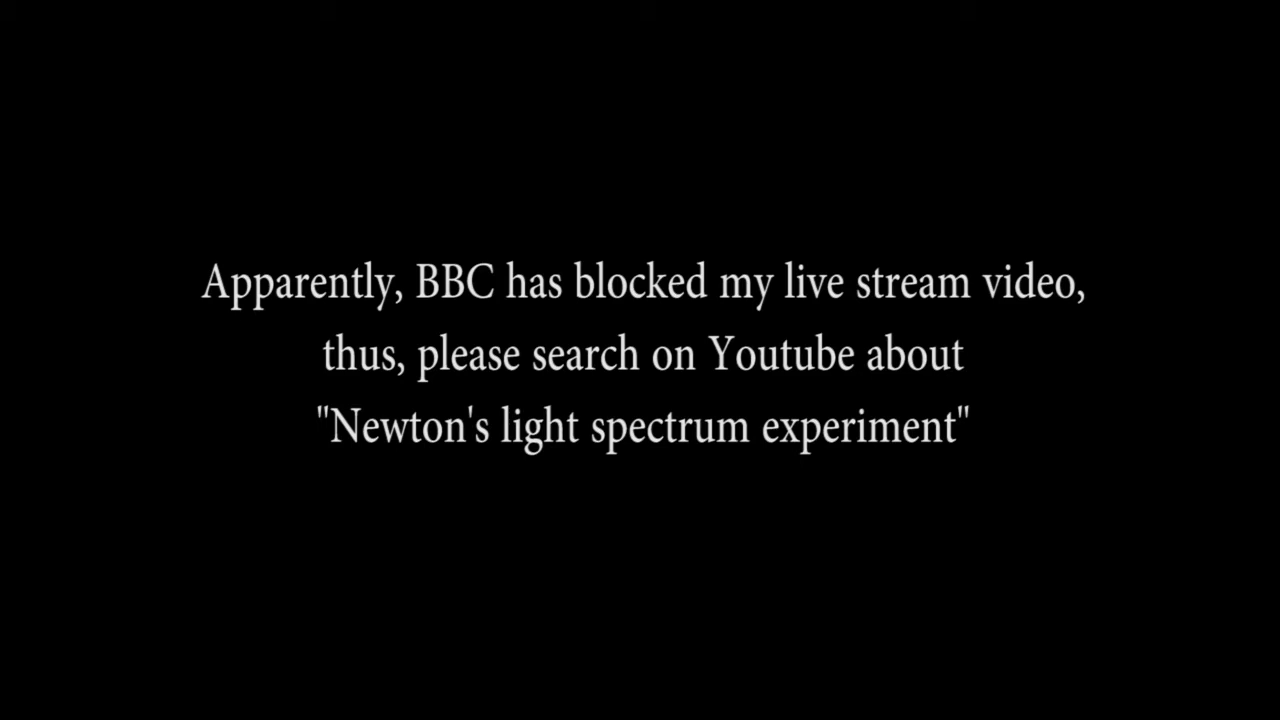 Apparently, BBC has blocked my live stream video,
thus, please search on Youtube about
"Newton's light spectrum experiment"